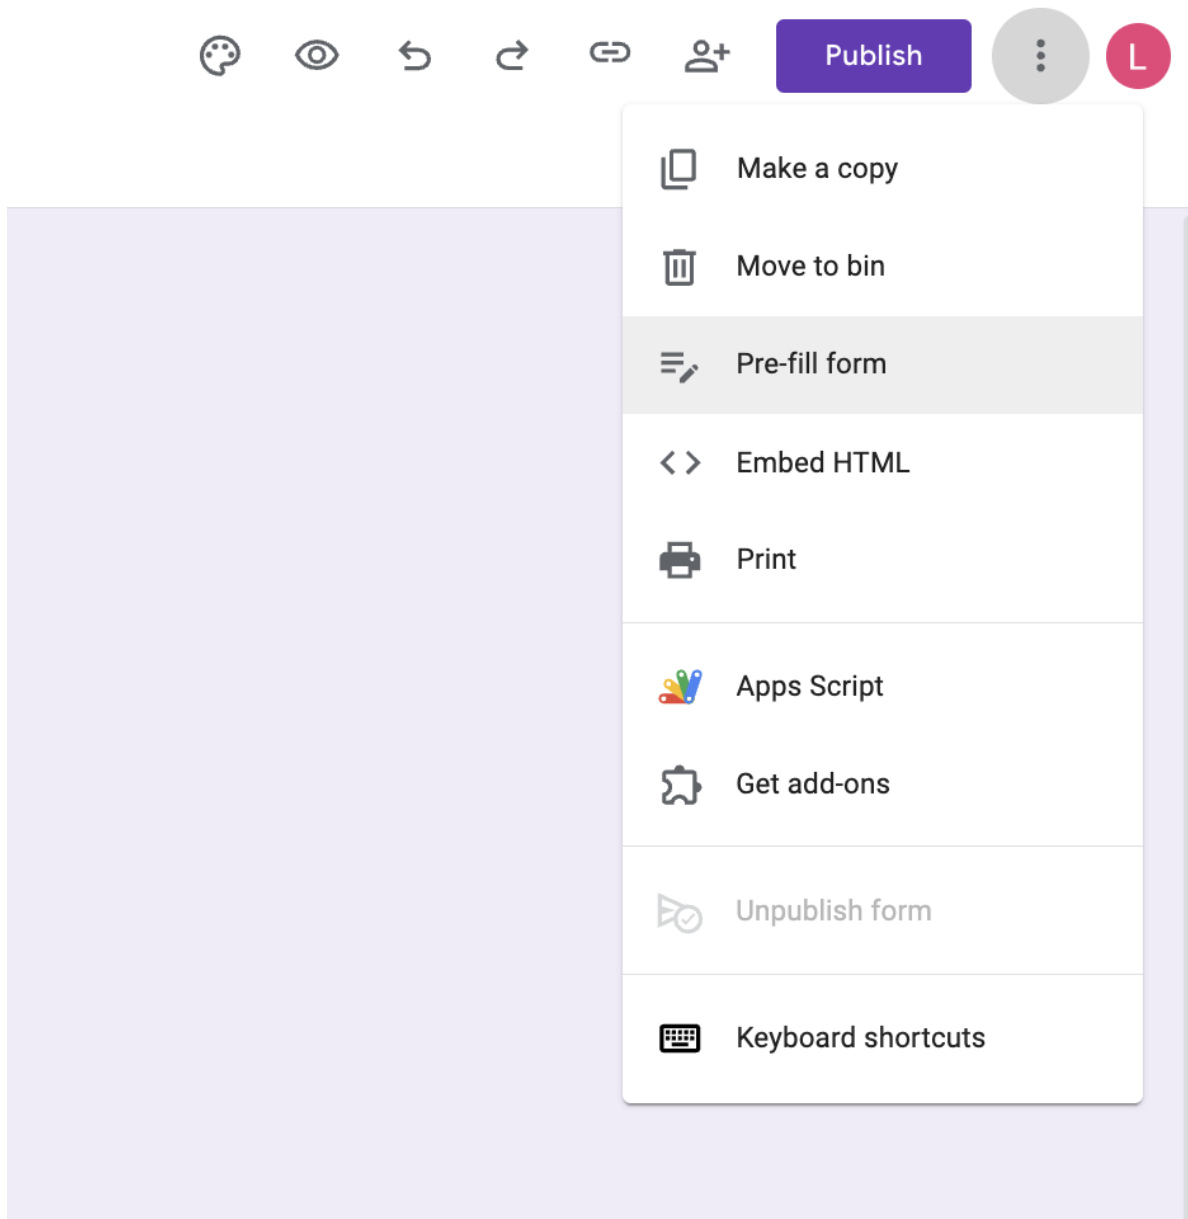 Publish
L
Make a copy
Move to bin
Pre-fill form
Embed HTML
Print
Apps Script
Get add-ons
Unpublish form
Keyboard shortcuts